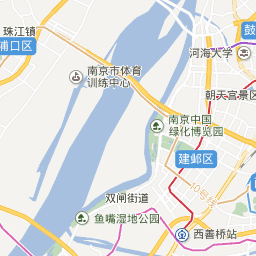 珠江镇
浦口区
鼓
河海大学
南京市体育
训练中心
朝天宫景区
南京中国
绿化博览园
建邺区
10号线
双闸街道
鱼嘴湿地公园
西善桥站